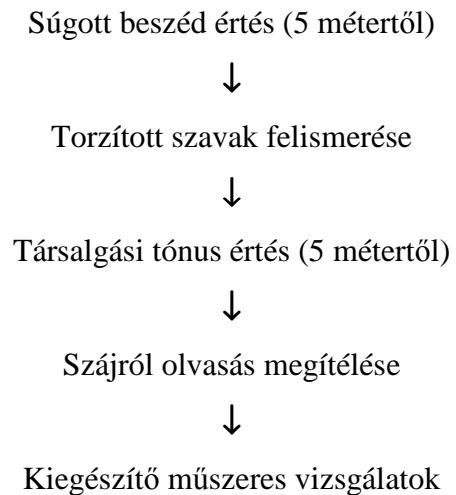 Súgott beszéd értés (5 métertől)
↓
Torzított szavak felismerése
↓
Társalgási tónus értés (5 métertől)
↓
Szájról olvasás megítélése
↓
Kiegészítő műszeres vizsgálatok